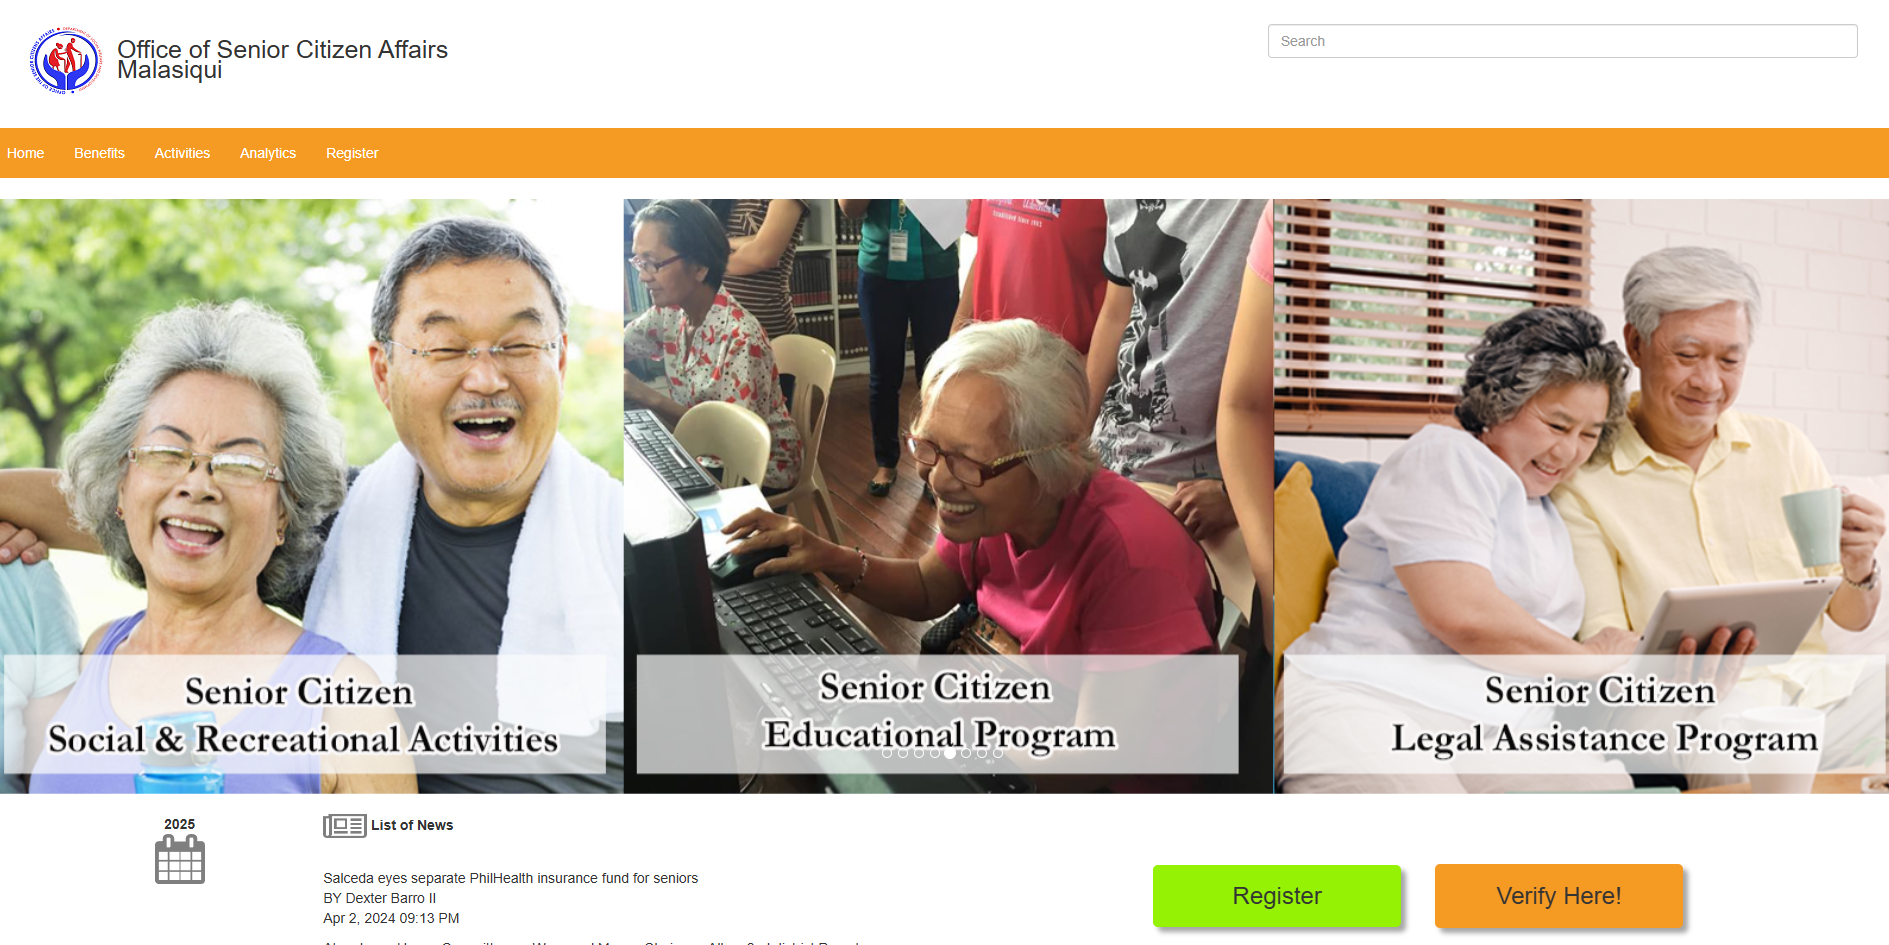 Office of Senior Citizen Affairs
Malasiqui
Search
Home
Benefits
Activities
Analytics
Register
Senior Citizen
Social & Recreational Activities
Senior Citizen
Educational Program
Senior Citizen
Legal Assistance Program
2025
List of News
Salceda eyes separate PhilHealth insurance fund for seniors
BY Dexter Barro II
Apr 2, 2024 09:13 PM
Register
Verify Here!